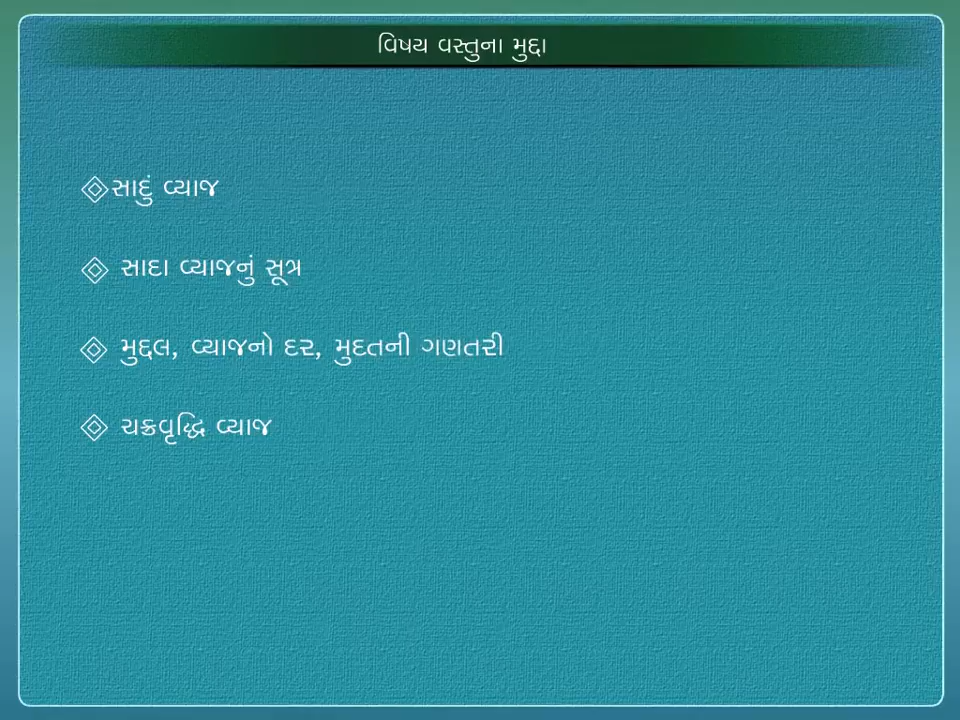 વિષય વસ્તુના મુદ્દા
સાદું વ્યાજ
સાદા વ્યાજનું સૂત્ર
મુદ્દલ, વ્યાજનો દર, મુદતની ગણતરી
ચક્રવૃદ્ધિ વ્યાજ